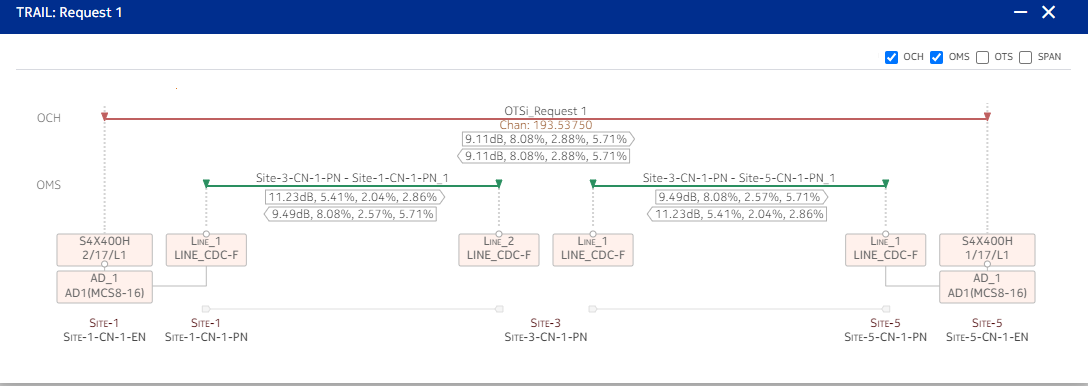 TRAIL: Request 1
OCH OMS OTS SPAN
OCH
OTSi_Request 1
Chan: 193.53750
9.11dB, 8.08%, 2.88%, 5.71%
9.11dB, 8.08%, 2.88%, 5.71%
OMS
Site-3-CN-1-PN - Site-1-CN-1-PN_1
11.23dB, 5.41%, 2.04%, 2.86%
9.49dB, 8.08%, 2.57%, 5.71%
Site-3-CN-1-PN - Site-5-CN-1-PN_1
9.49dB, 8.08%, 2.57%, 5.71%
11.23dB, 5.41%, 2.04%, 2.86%
S4X400H
2/17/L1
AD_1
AD1(MCS8-16)
Line_1
LINE_CDC-F
Line_2
LINE_CDC-F
Line_1
LINE_CDC-F
Line_1
LINE_CDC-F
S4X400H
1/17/L1
AD_1
AD1(MCS8-16)
Site-1
Site-1-CN-1-EN
Site-1
Site-1-CN-1-PN
Site-3
Site-3-CN-1-PN
Site-5
Site-5-CN-1-PN
Site-5
Site-5-CN-1-EN